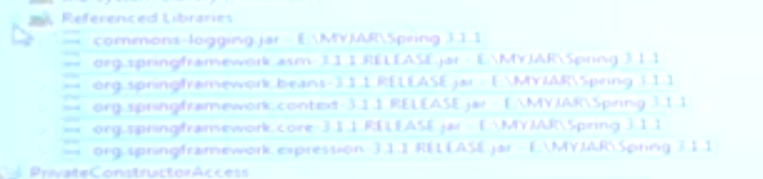 Referenced Libraries
commons-logging.jar - E:\MYJAR\Spring 3.1.1
org.springframework.asm-3.1.1.RELEASE.jar - E:\MYJAR\Spring 3.1.1
org.springframework.beans-3.1.1.RELEASE.jar - E:\MYJAR\Spring 3.1.1
org.springframework.context-3.1.1.RELEASE.jar - E:\MYJAR\Spring 3.1.1
org.springframework.core-3.1.1.RELEASE.jar - E:\MYJAR\Spring 3.1.1
org.springframework.expression-3.1.1.RELEASE.jar - E:\MYJAR\Spring 3.1.1
PrivateConstructorAccess